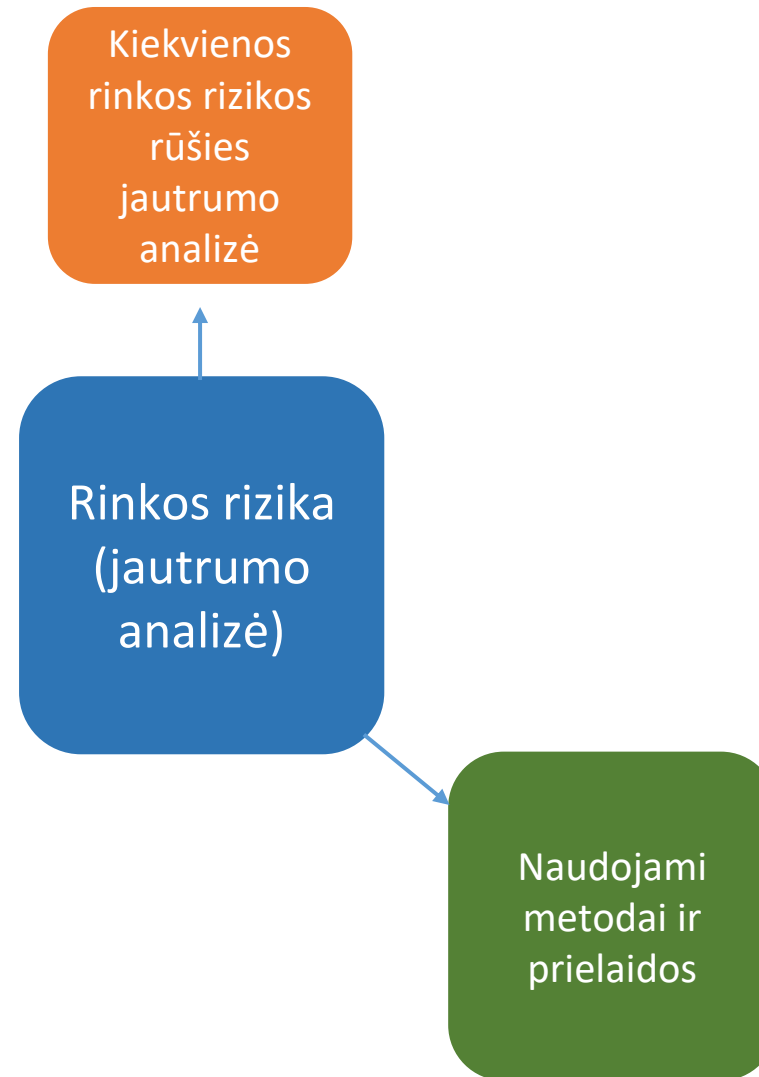 Kiekvienos
rinkos rizikos
rūšies
jautrumo
analizė
Rinkos rizika
(jautrumo
analizė)
Naudojami
metodai ir
prielaidos